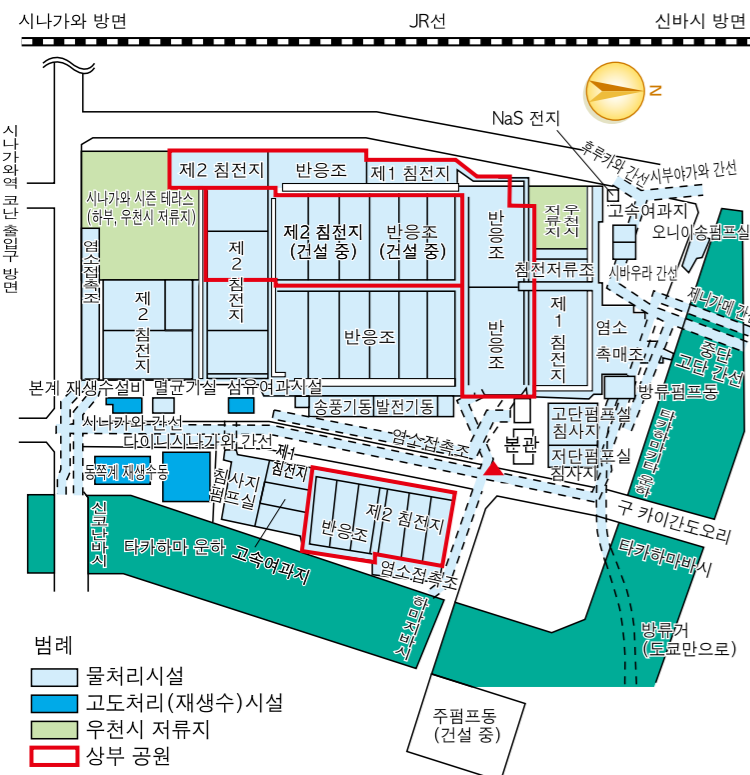 시나가와 방면
JR선
신바시 방면
N
NaS 전지
시나가와역 코난 출입구 방면
후루카와 간선
시부야가와 간선
제2 침전지
반응조
제1 침전지
고속여과지
오니이송펌프실
시나가와 시즌 테라스
(하부, 우천시 저류지)
제2 침전지
(건설 중)
반응조
(건설 중)
반응조
우천시
저류지
염소접촉조
제2 침전지
제2 침전지
침전저류조
시바우라 간선
제니가메 간선
반응조
반응조
제1 침전지
염소
촉매조
중단
고단 간선
본계 재생수설비
멸균기실
섬유여과시설
방류펌프동
송풍기동
발전기동
시나가와 간선
염소접촉조
본관
고단펌프실
침사지
저단펌프실
침사지
타카하마키타 운하
다이니시나가와 간선
제1
침전지
동쪽계 재생수동
침사지
펌프실
반응조
제2 침전지
구 카이간도오리
신코난바시
타카하마 운하
고속여과지
염소접촉조
타카하마바시
하마지바시
방류거
(도쿄만으로)
주펌프동
(건설 중)
범례
물처리시설
고도처리(재생수)시설
우천시 저류지
상부 공원